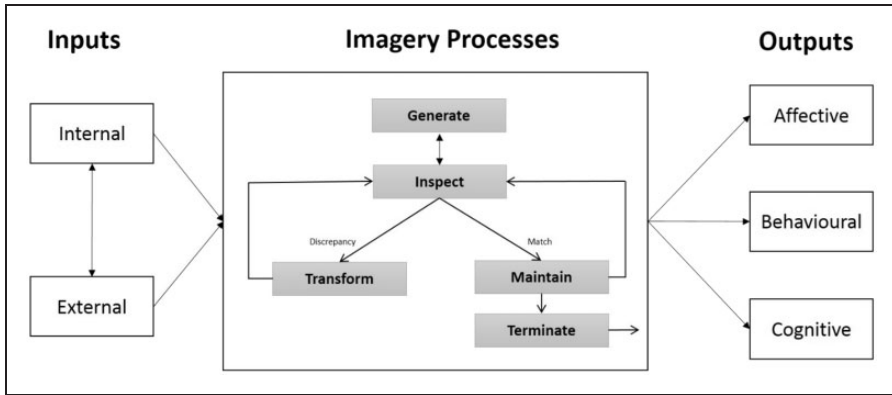 Inputs
Imagery Processes
Outputs
Internal
External
Generate
Inspect
Discrepancy
Match
Transform
Maintain
Terminate
Affective
Behavioural
Cognitive